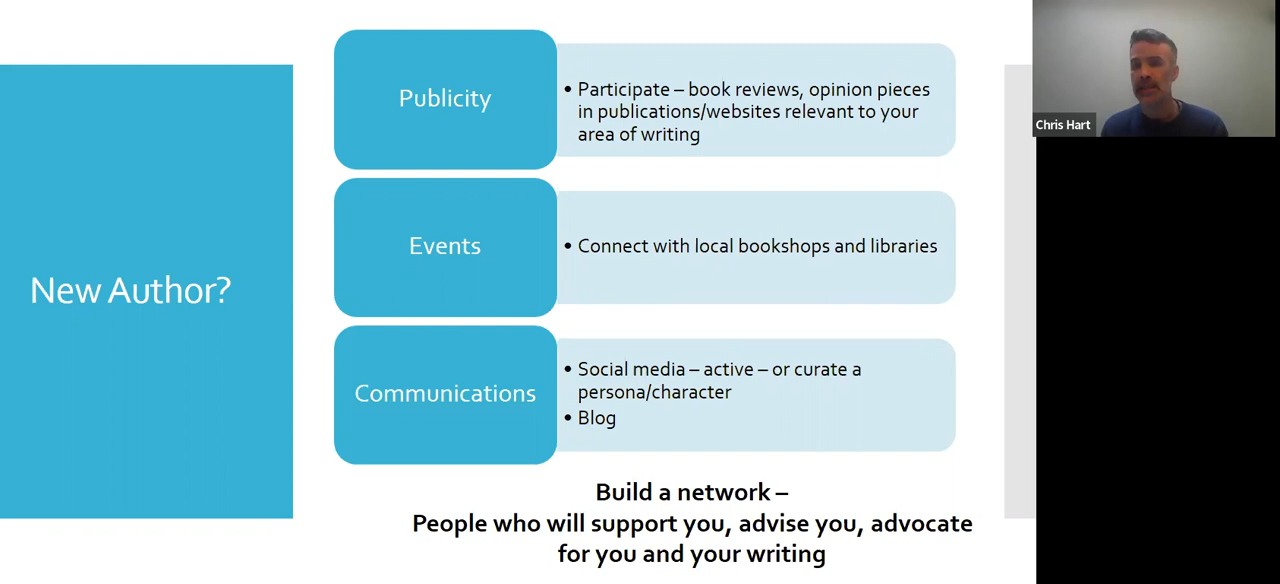 New Author?
Publicity
• Participate – book reviews, opinion pieces
in publications/websites relevant to your
area of writing
Events
• Connect with local bookshops and libraries
Communications
• Social media – active – or curate a
persona/character
• Blog
Build a network –
People who will support you, advise you, advocate
for you and your writing
Chris Hart